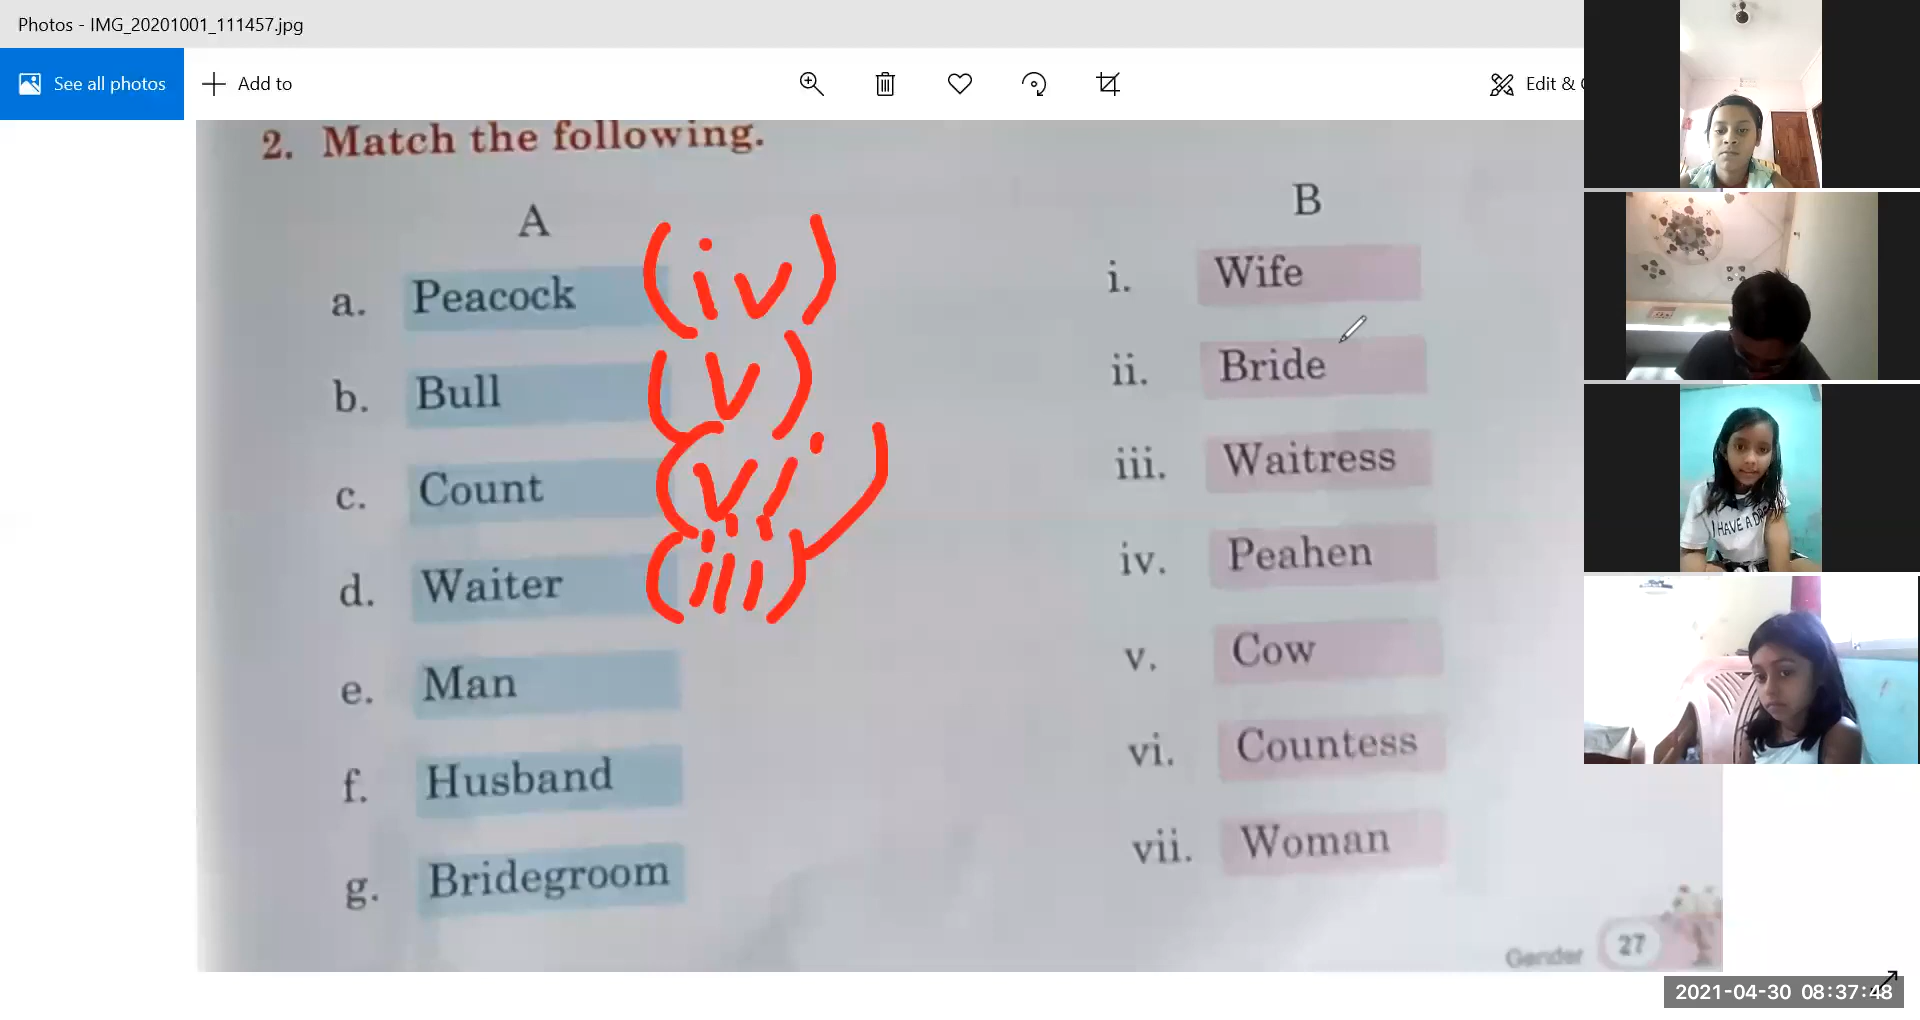 Photos - IMG_20201001_111457.jpg
See all photos
Add to
Edit &
2. Match the following.
A
B
a. Peacock (iv)
i. Wife
b. Bull (v)
ii. Bride
c. Count (vi)
iii. Waitress
d. Waiter (iii)
iv. Peahen
e. Man
v. Cow
f. Husband
vi. Countess
g. Bridegroom
vii. Woman
Gender 27
I HAVE A
2021-04-30 08:37:48